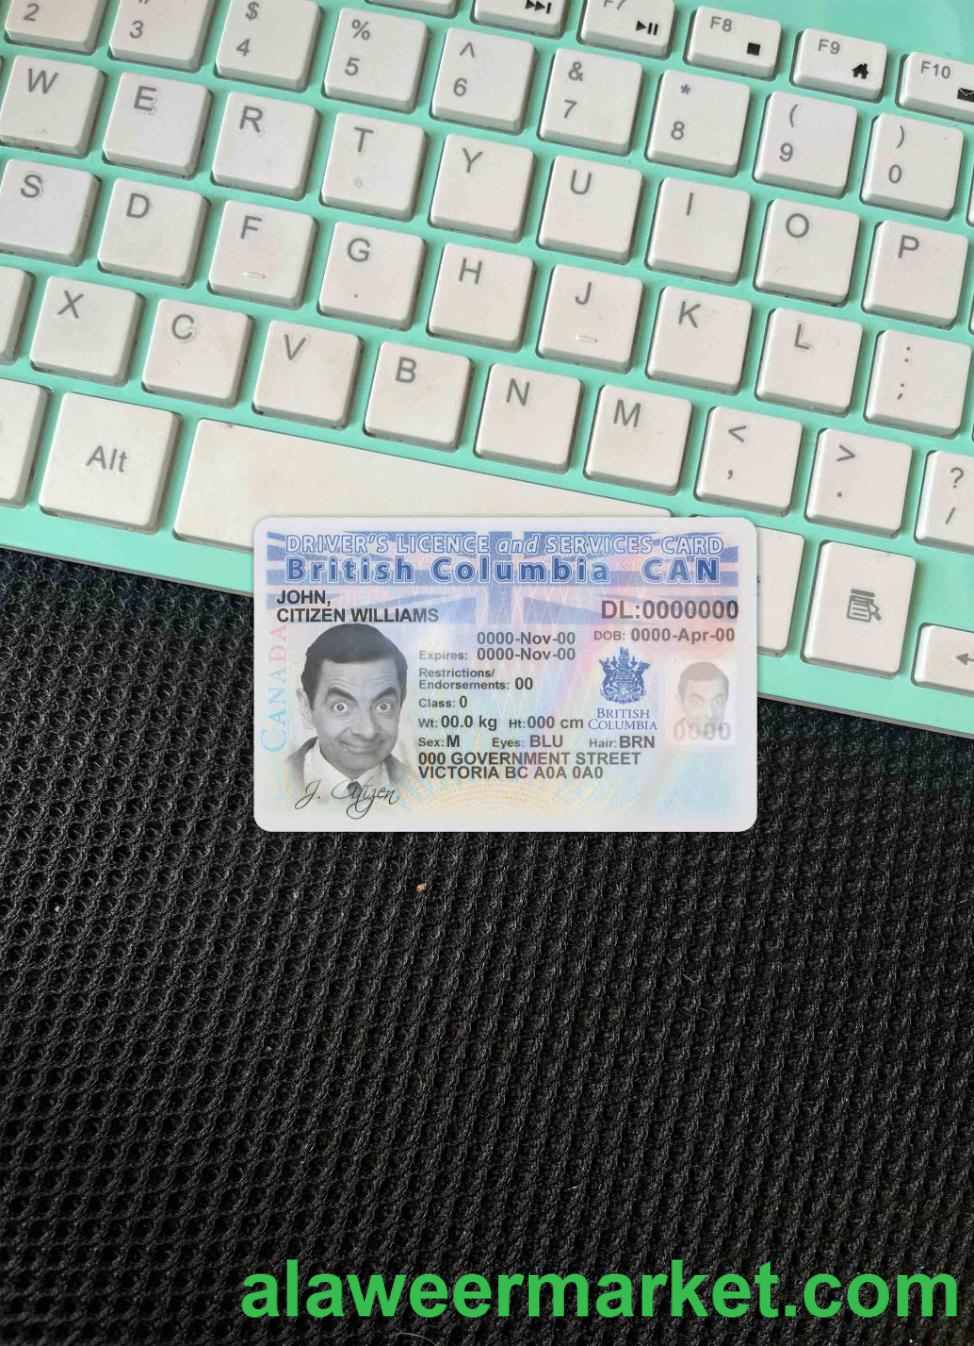 2 3 $ 4 % 5 ^ 6 F7 & 7 F8 * 8 F9 ( 9 F10 ) 0
W E R T Y U I O P
S D F G H J K L : ;
X C V B N M < , > . ? /
Alt
DRIVER'S LICENCE and SERVICES CARD
British Columbia CAN
JOHN,
CITIZEN WILLIAMS
DL:0000000
0000-Nov-00
DOB: 0000-Apr-00
Expires: 0000-Nov-00
Restrictions/
Endorsements: 00
Class: 0
Wt: 00.0 kg Ht: 000 cm
BRITISH
COLUMBIA
0000
Sex: M Eyes: BLU Hair: BRN
000 GOVERNMENT STREET
VICTORIA BC A0A 0A0
CANADA
J. Citizen
alaweermarket.com